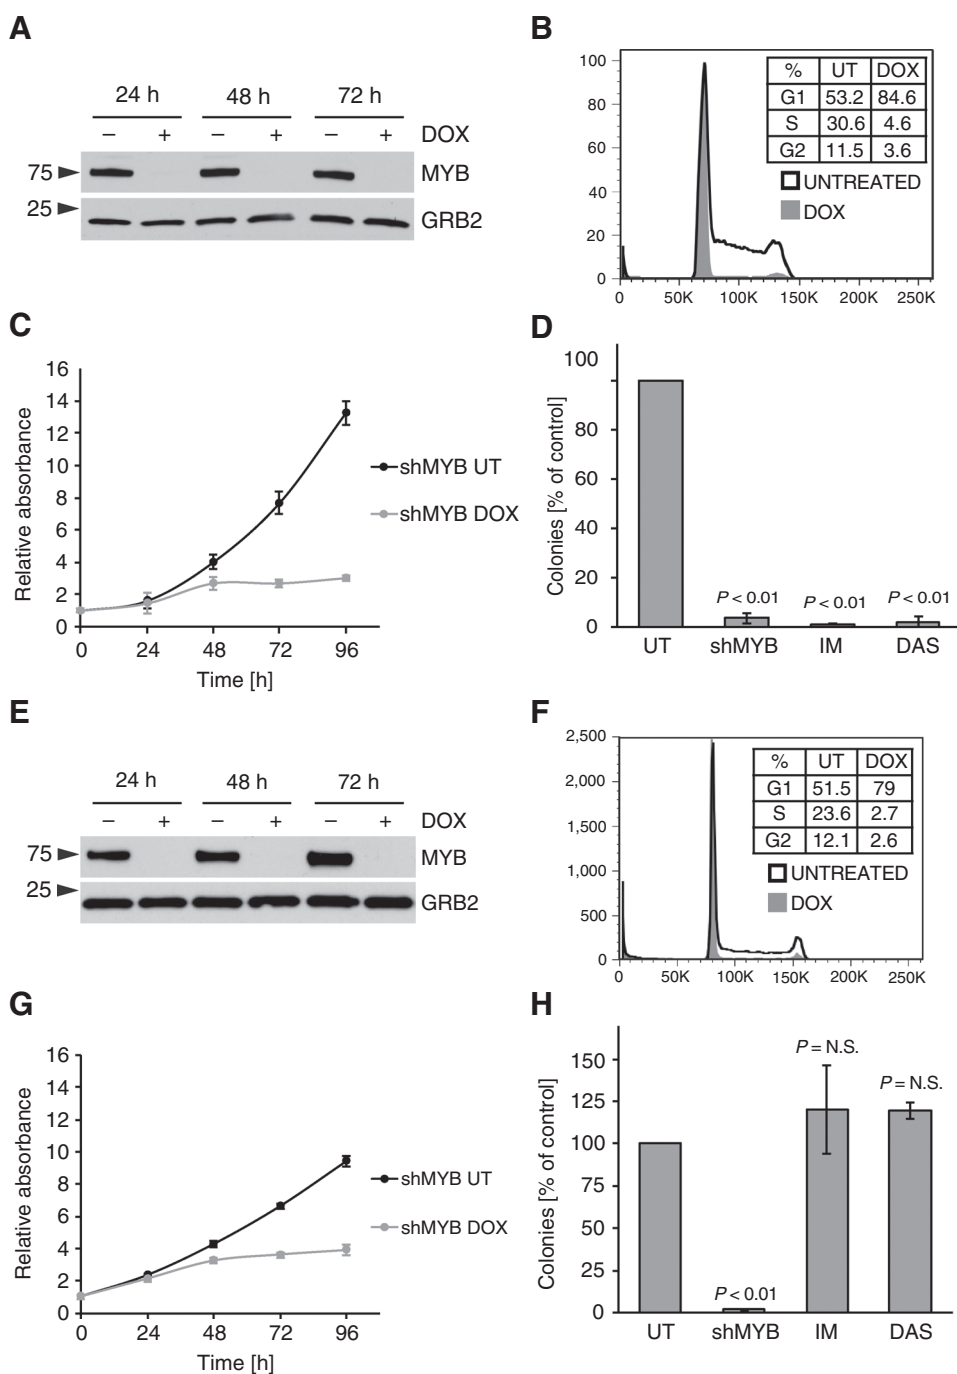 A
24 h 48 h 72 h
– + – + – + DOX
75 MYB
25 GRB2
B
100
80
60
40
20
0
0 50K 100K 150K 200K 250K
% UT DOX
G1 53.2 84.6
S 30.6 4.6
G2 11.5 3.6
UNTREATED
DOX
C
Relative absorbance
16
14
12
10
8
6
4
2
0
0 24 48 72 96
Time [h]
shMYB UT
shMYB DOX
D
Colonies [% of control]
100
80
60
40
20
0
P < 0.01 P < 0.01 P < 0.01
UT shMYB IM DAS
E
24 h 48 h 72 h
– + – + – + DOX
75 MYB
25 GRB2
F
2,500
2,000
1,500
1,000
500
0
0 50K 100K 150K 200K 250K
% UT DOX
G1 51.5 79
S 23.6 2.7
G2 12.1 2.6
UNTREATED
DOX
G
Relative absorbance
16
14
12
10
8
6
4
2
0
0 24 48 72 96
Time [h]
shMYB UT
shMYB DOX
H
Colonies [% of control]
150
125
100
75
50
25
0
P < 0.01 P = N.S. P = N.S.
UT shMYB IM DAS